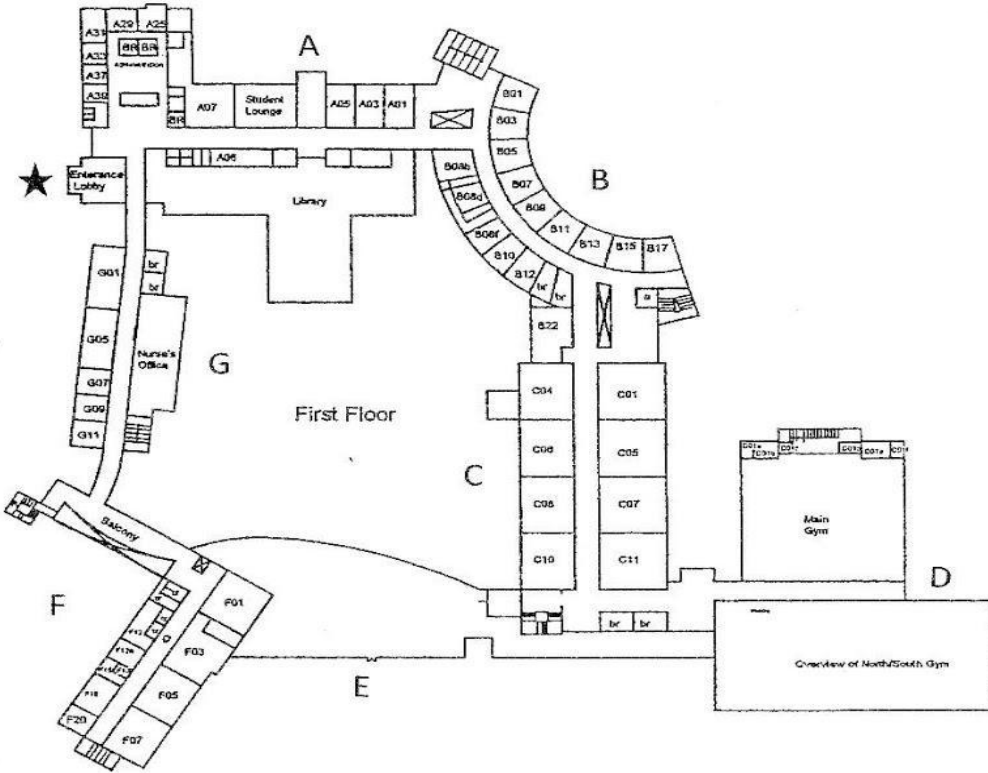 A31
A29
A25
A33
BR
BR
A37
A39
A
A07
Student
Lounge
A05
A03
A01
BR
B01
B03
B05
B07
B09
B11
B13
B15
B17
B
Enterance
Lobby
A06
Library
B08b
B08d
B08f
B10
B12
br
br
B22
G01
br
br
G05
Nurse's
Office
G
G07
G09
G11
First Floor
C04
C01
C06
C05
C
C08
C07
C10
C11
Main
Gym
D
Balcony
F
F01
F03
F05
F07
F20
br
br
E
Overview of North/South Gym